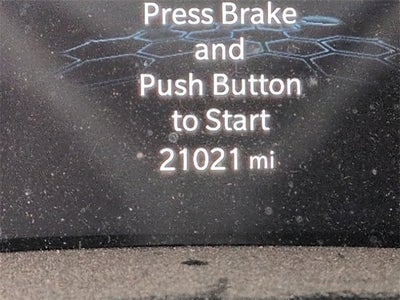 Press Brake
and
Push Button
to Start
21021 mi